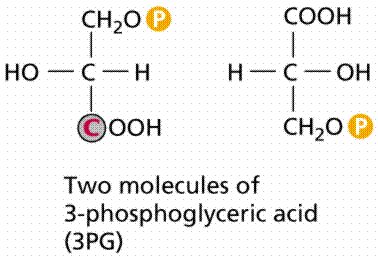 CH₂O P COOH
HO — C — H H — C — OH
COOH CH₂O P
Two molecules of
3-phosphoglyceric acid
(3PG)